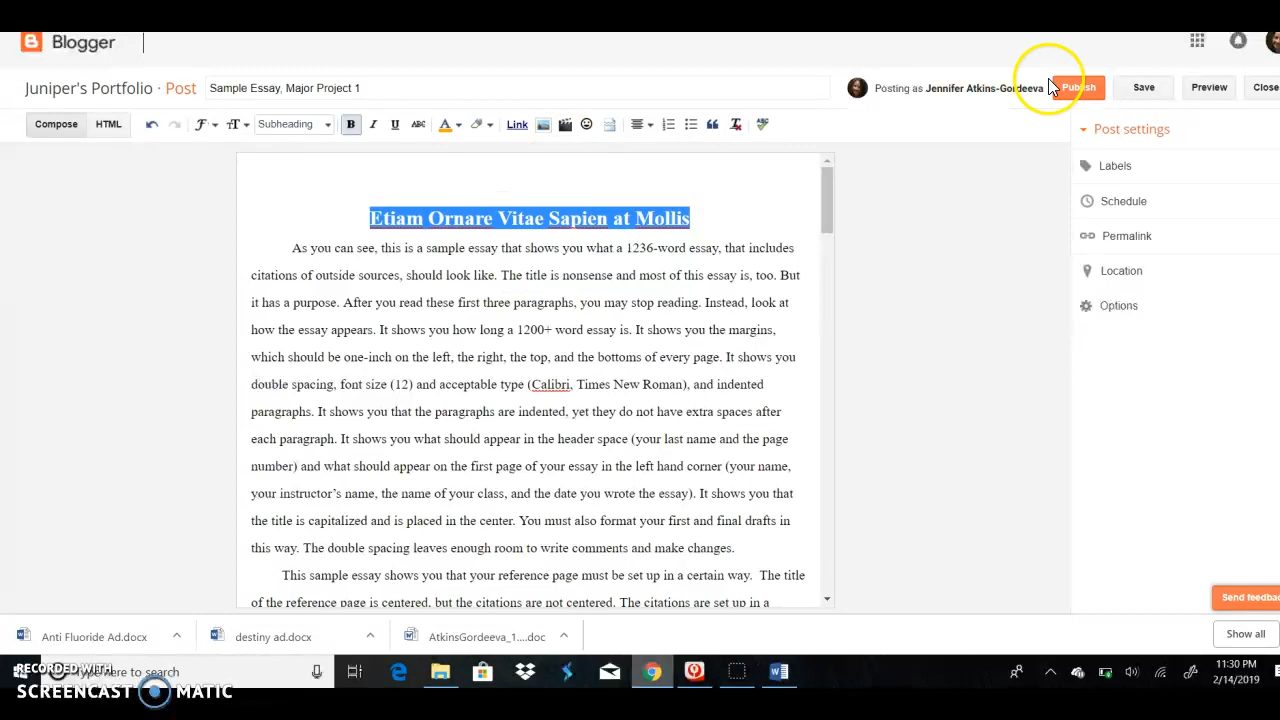 Blogger
Juniper's Portfolio · Post
Sample Essay, Major Project 1
Posting as Jennifer Atkins-Gordeeva
Publish
Save
Preview
Close
Compose
HTML
Subheading
B I U ABC A
Link
Post settings
Labels
Schedule
Permalink
Location
Options
Etiam Ornare Vitae Sapien at Mollis
As you can see, this is a sample essay that shows you what a 1236-word essay, that includes
citations of outside sources, should look like. The title is nonsense and most of this essay is, too. But
it has a purpose. After you read these first three paragraphs, you may stop reading. Instead, look at
how the essay appears. It shows you how long a 1200+ word essay is. It shows you the margins,
which should be one-inch on the left, the right, the top, and the bottoms of every page. It shows you
double spacing, font size (12) and acceptable type (Calibri, Times New Roman), and indented
paragraphs. It shows you that the paragraphs are indented, yet they do not have extra spaces after
each paragraph. It shows you what should appear in the header space (your last name and the page
number) and what should appear on the first page of your essay in the left hand corner (your name,
your instructor's name, the name of your class, and the date you wrote the essay). It shows you that
the title is capitalized and is placed in the center. You must also format your first and final drafts in
this way. The double spacing leaves enough room to write comments and make changes.
This sample essay shows you that your reference page must be set up in a certain way. The title
of the reference page is centered, but the citations are not centered. The citations are set up in a
Send feedba
Anti Fluoride Ad.docx
destiny ad.docx
AtkinsGordeeva_1....doc
Show all
RECORDED WITH
SCREENCAST MATIC
pe here to search
11:30 PM
2/14/2019